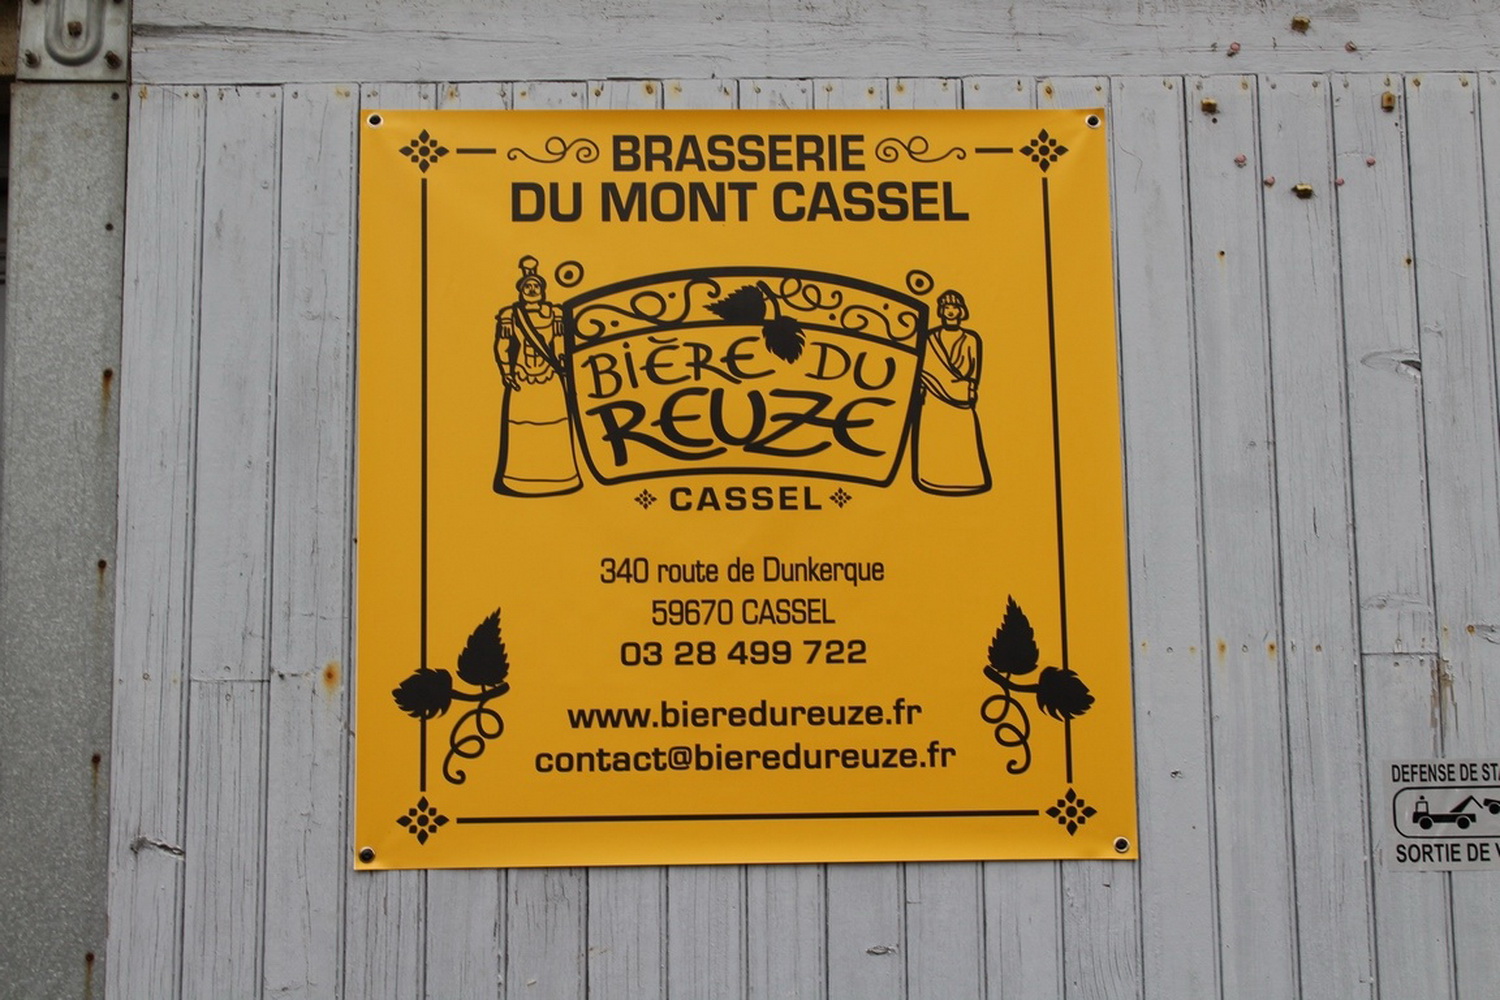 BRASSERIE
DU MONT CASSEL
BIÈRE DU
REUZE
CASSEL
340 route de Dunkerque
59670 CASSEL
03 28 499 722
www.bieredureuze.fr
contact@bieredureuze.fr
DEFENSE DE
SORTIE DE